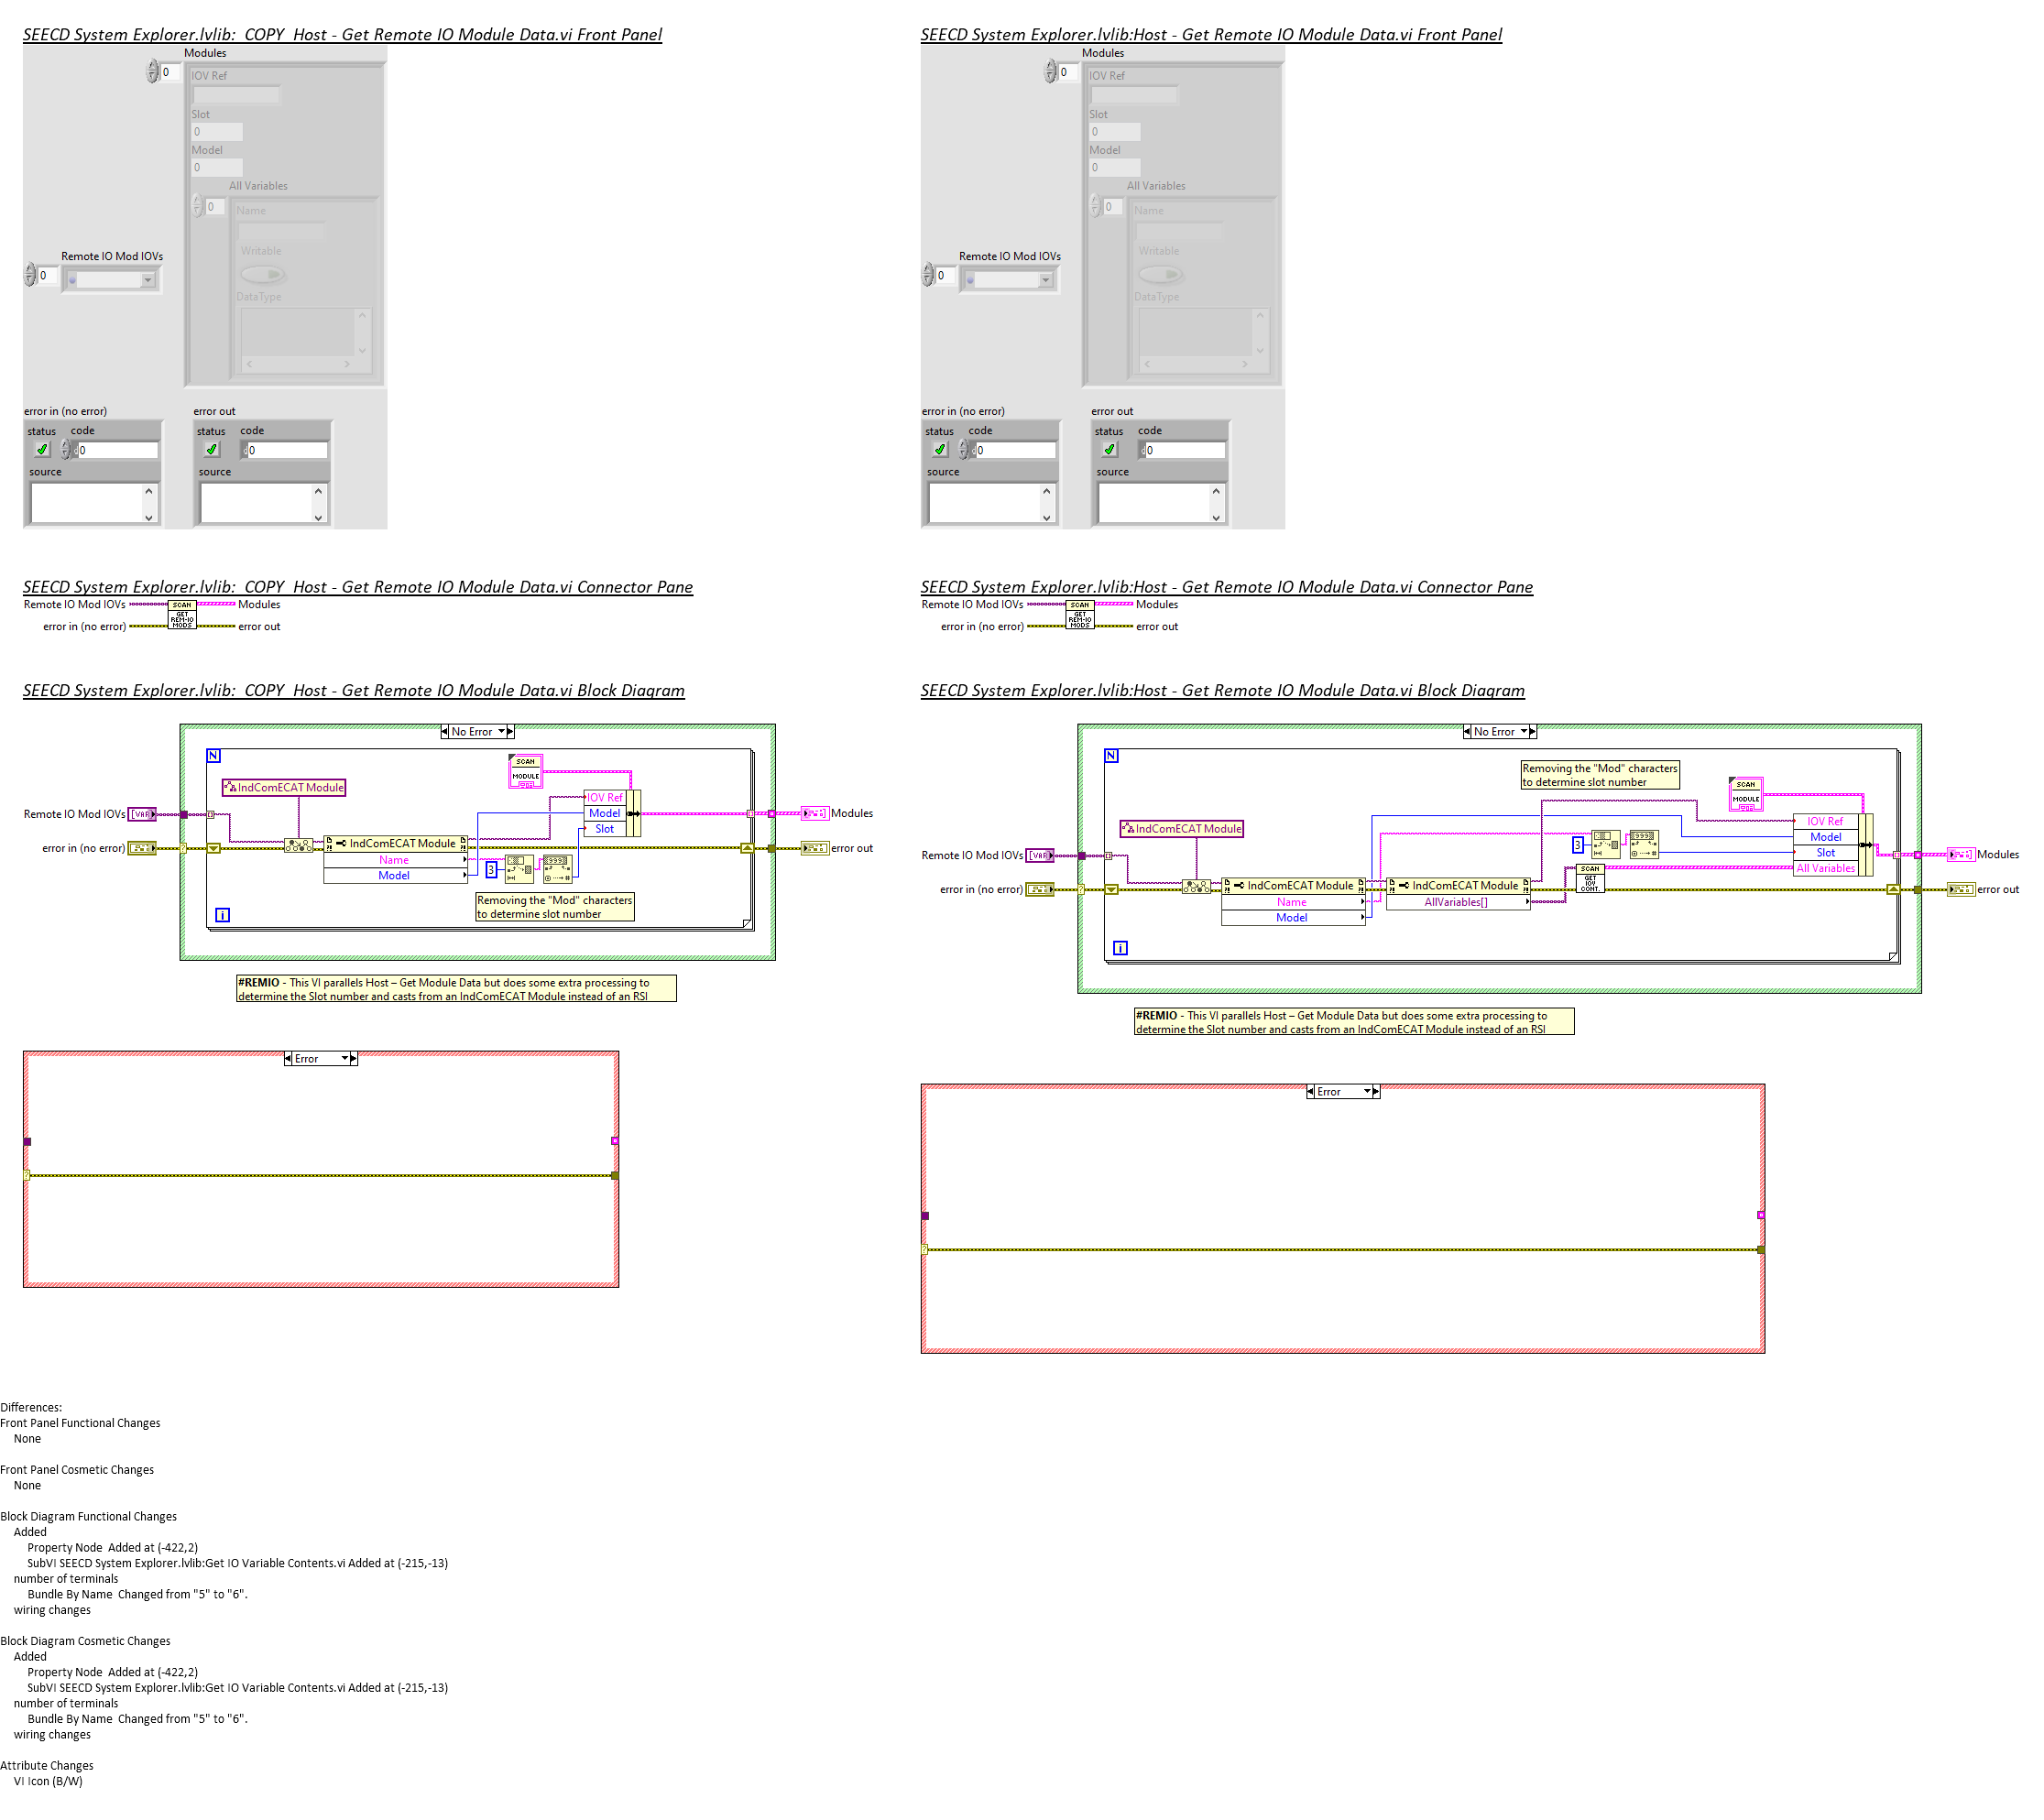 SEECD System Explorer.lvlib:  COPY  Host - Get Remote IO Module Data.vi Front Panel
Modules
0
IOV Ref
Slot
0
Model
0
All Variables
0
Name
Writable
DataType
Remote IO Mod IOVs
0
error in (no error)
status
code
0
source
error out
status
code
0
source
SEECD System Explorer.lvlib:Host - Get Remote IO Module Data.vi Front Panel
Modules
0
IOV Ref
Slot
0
Model
0
All Variables
0
Name
Writable
DataType
Remote IO Mod IOVs
0
error in (no error)
status
code
0
source
error out
status
code
0
source
SEECD System Explorer.lvlib:  COPY  Host - Get Remote IO Module Data.vi Connector Pane
Remote IO Mod IOVs
SCAN
GET
REM-IO
MODS
Modules
error in (no error)
error out
SEECD System Explorer.lvlib:Host - Get Remote IO Module Data.vi Connector Pane
Remote IO Mod IOVs
SCAN
GET
REM-IO
MODS
Modules
error in (no error)
error out
SEECD System Explorer.lvlib:  COPY  Host - Get Remote IO Module Data.vi Block Diagram
No Error
N
SCAN
MODULE
IndComECAT Module
IOV Ref
Model
Slot
Remote IO Mod IOVs
[VAR]
Modules
error in (no error)
IndComECAT Module
Name
Model
3
error out
Removing the "Mod" characters
to determine slot number
i
#REMIO - This VI parallels Host – Get Module Data but does some extra processing to
determine the Slot number and casts from an IndComECAT Module instead of an RSI
Error
SEECD System Explorer.lvlib:Host - Get Remote IO Module Data.vi Block Diagram
No Error
N
Removing the "Mod" characters
to determine slot number
SCAN
MODULE
IndComECAT Module
IOV Ref
Model
Slot
All Variables
3
Remote IO Mod IOVs
[VAR]
Modules
SCAN
GET
IOV
CONT.
error in (no error)
IndComECAT Module
Name
Model
IndComECAT Module
AllVariables[]
error out
i
#REMIO - This VI parallels Host – Get Module Data but does some extra processing to
determine the Slot number and casts from an IndComECAT Module instead of an RSI
Error
Differences:
Front Panel Functional Changes
None
Front Panel Cosmetic Changes
None
Block Diagram Functional Changes
Added
Property Node  Added at (-422,2)
SubVI SEECD System Explorer.lvlib:Get IO Variable Contents.vi Added at (-215,-13)
number of terminals
Bundle By Name  Changed from "5" to "6".
wiring changes
Block Diagram Cosmetic Changes
Added
Property Node  Added at (-422,2)
SubVI SEECD System Explorer.lvlib:Get IO Variable Contents.vi Added at (-215,-13)
number of terminals
Bundle By Name  Changed from "5" to "6".
wiring changes
Attribute Changes
VI Icon (B/W)